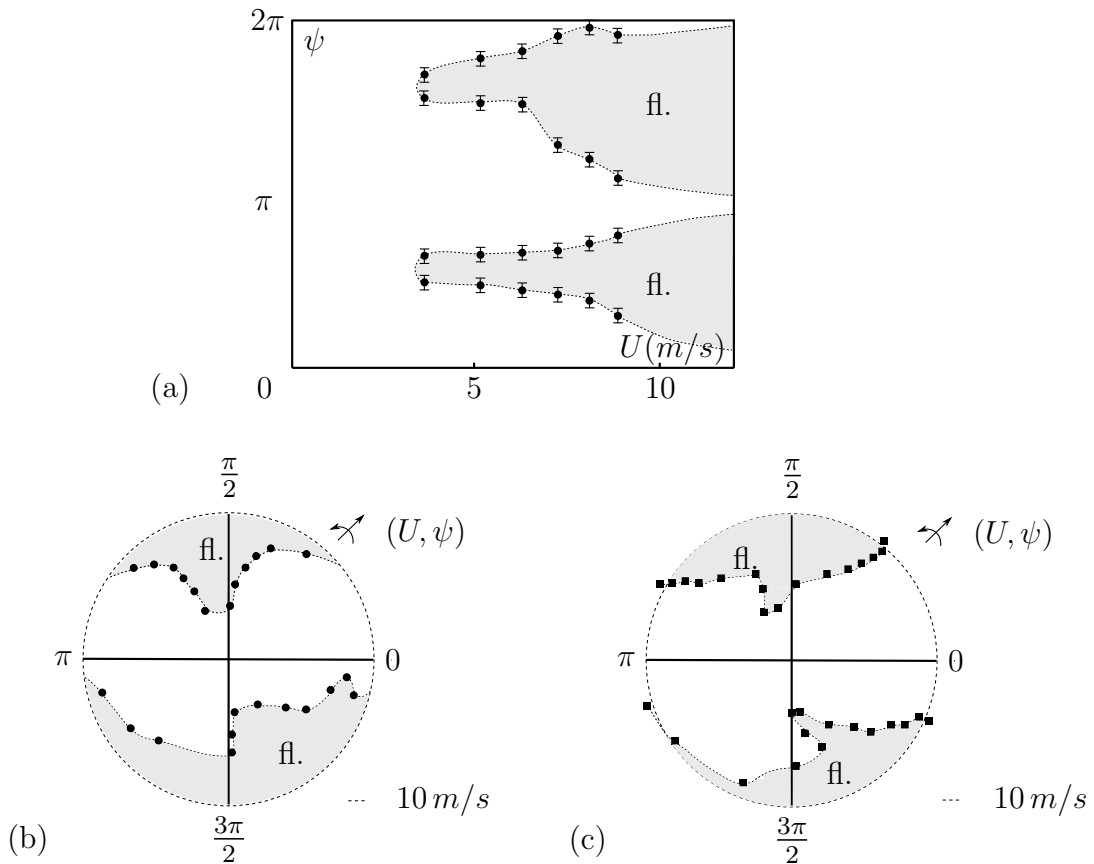 2π
ψ
fl.
π
fl.
U(m/s)
(a) 0 5 10
π/2
π/2
(U, ψ)
(U, ψ)
fl.
fl.
π
0
π
0
fl.
fl.
10 m/s
10 m/s
(b)
3π/2
(c)
3π/2